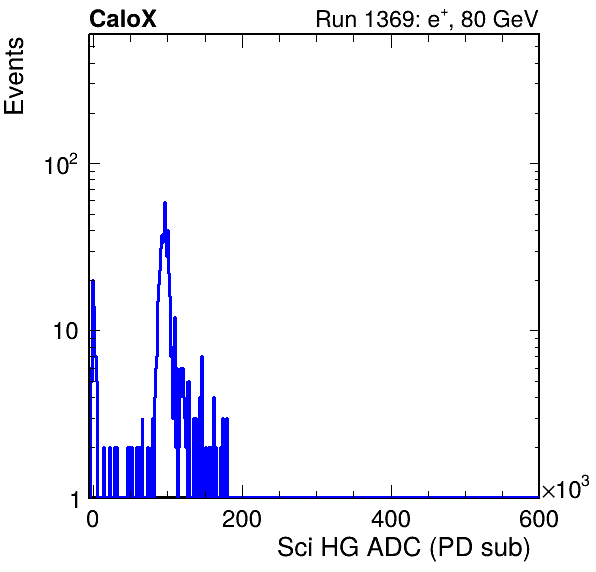 CaloX Run 1369: e⁺, 80 GeV
Events
10²
10
1
0 200 400 600
×10³
Sci HG ADC (PD sub)